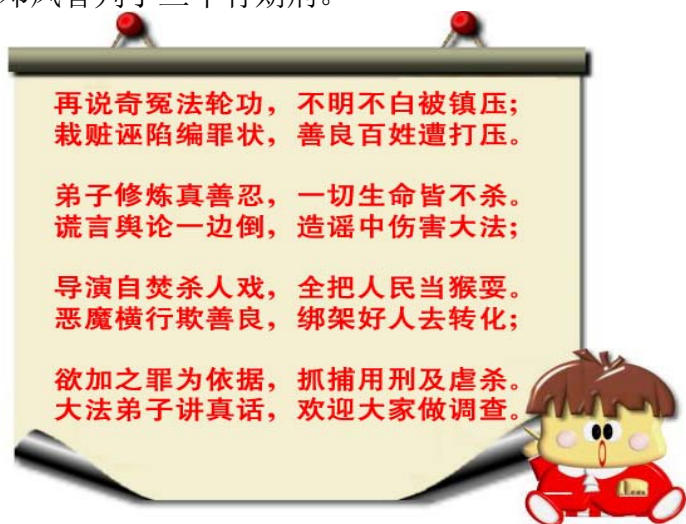 再说奇冤法轮功，不明不白被镇压；
栽赃诬陷编罪状，善良百姓遭打压。
弟子修炼真善忍，一切生命皆不杀。
谎言舆论一边倒，造谣中伤害大法；
导演自焚杀人戏，全把人民当猴耍。
恶魔横行欺善良，绑架好人去转化；
欲加之罪为依据，抓捕用刑及虐杀。
大法弟子讲真话，欢迎大家做调查。